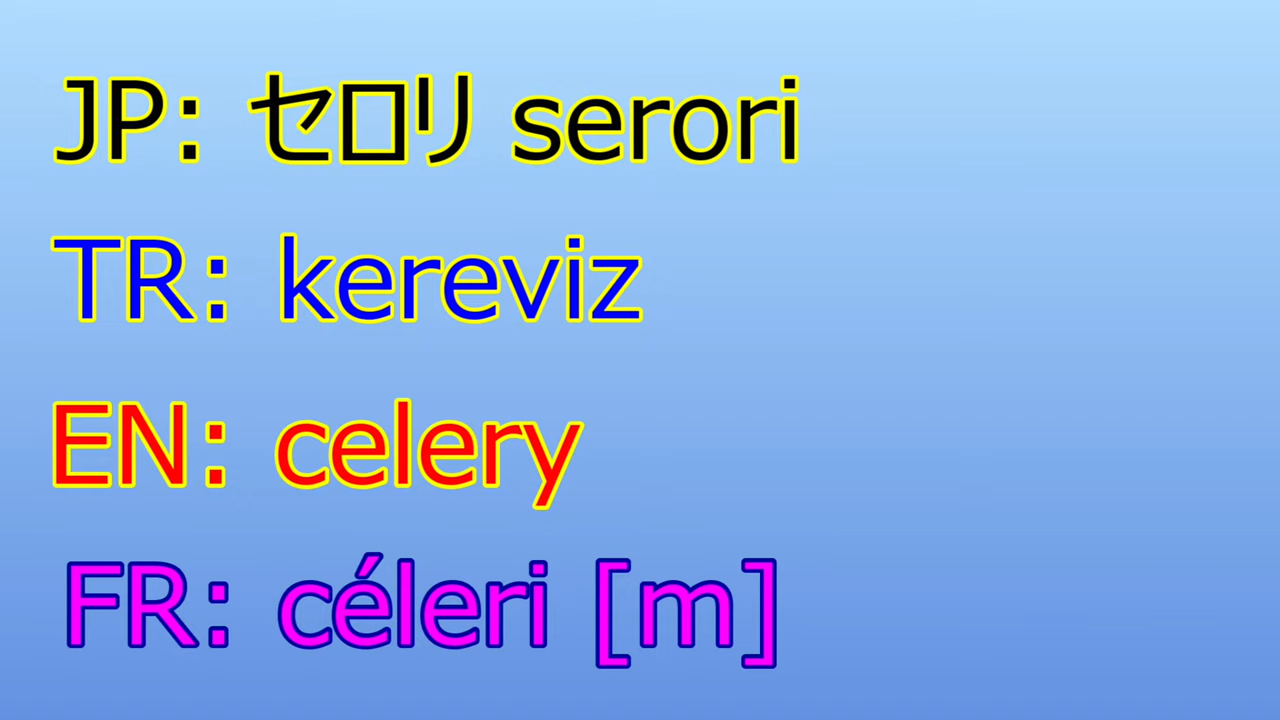 JP: セロリ serori
TR: kereviz
EN: celery
FR: céleri [m]